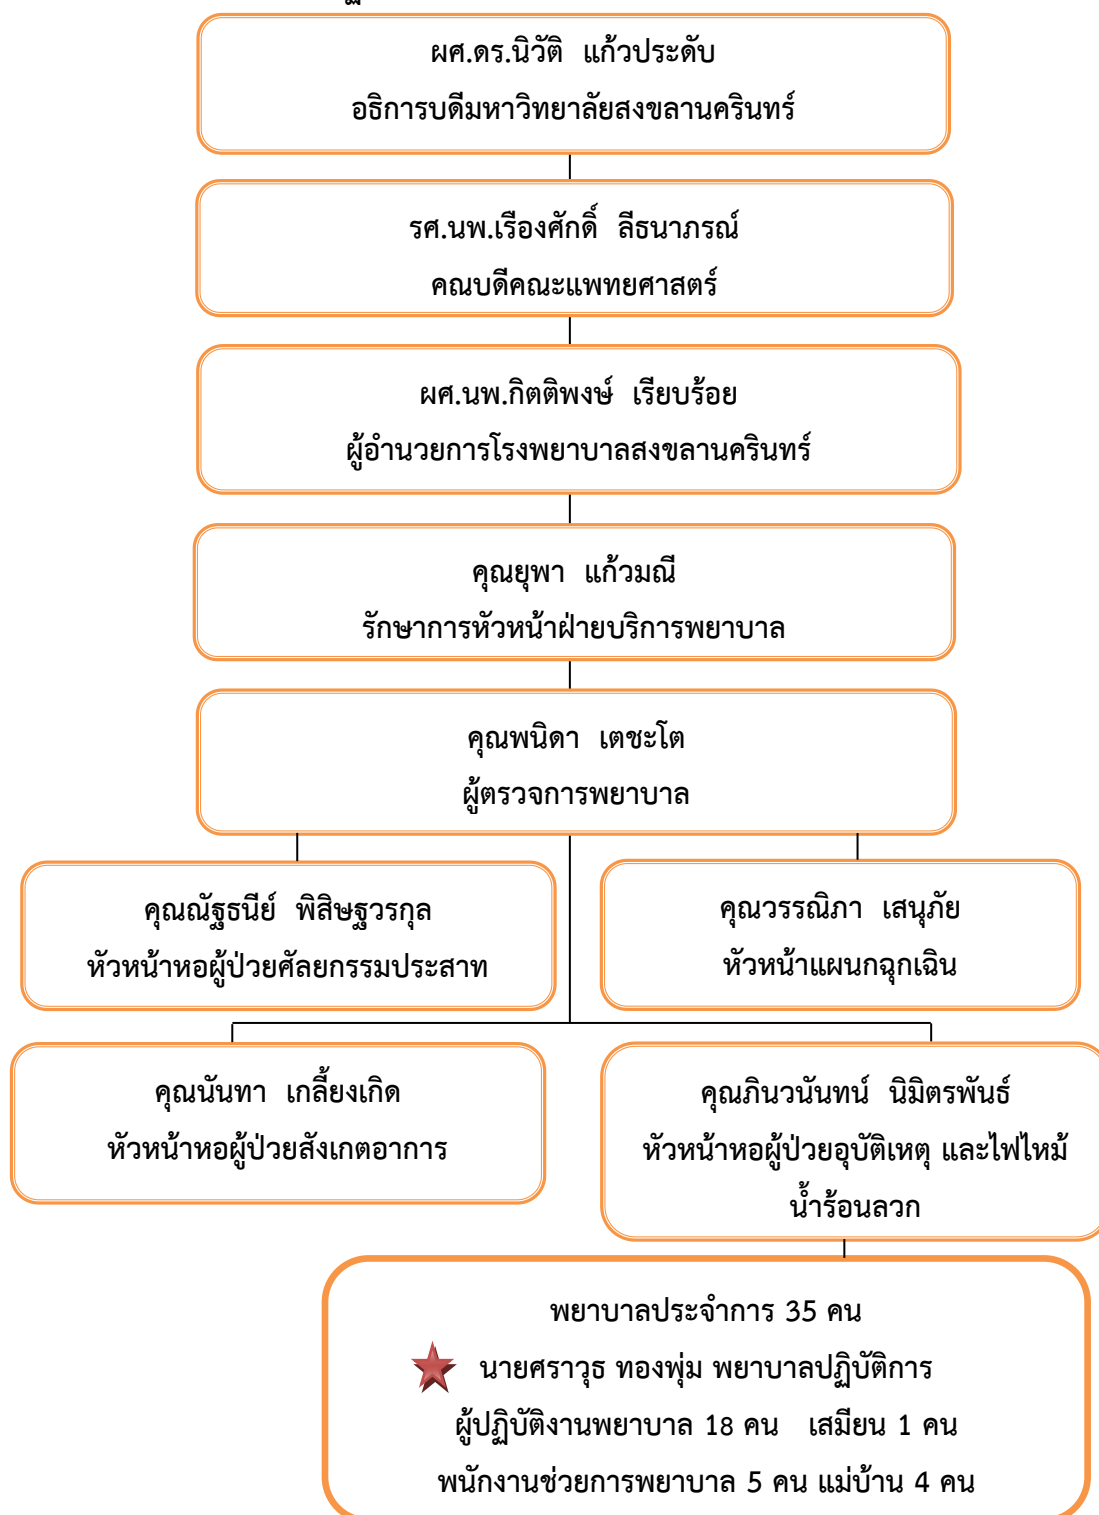 ผศ.ดร.นิวัติ แก้วประดับ
อธิการบดีมหาวิทยาลัยสงขลานครินทร์
รศ.นพ.เรืองศักดิ์ ลีธนาภรณ์
คณบดีคณะแพทยศาสตร์
ผศ.นพ.กิตติพงษ์ เรียบร้อย
ผู้อำนวยการโรงพยาบาลสงขลานครินทร์
คุณยุพา แก้วมณี
รักษาการหัวหน้าฝ่ายบริการพยาบาล
คุณพนิดา เตชะโต
ผู้ตรวจการพยาบาล
คุณณัฐธนีย์ พิสิษฐวรกุล
หัวหน้าหอผู้ป่วยศัลยกรรมประสาท
คุณวรรณิภา เสนุภัย
หัวหน้าแผนกฉุกเฉิน
คุณนันทา เกลี้ยงเกิด
หัวหน้าหอผู้ป่วยสังเกตอาการ
คุณภินวนันทน์ นิมิตรพันธ์
หัวหน้าหอผู้ป่วยอุบัติเหตุ และไฟไหม้
น้ำร้อนลวก
พยาบาลประจำการ 35 คน
นายศราวุธ ทองพุ่ม พยาบาลปฏิบัติการ
ผู้ปฏิบัติงานพยาบาล 18 คน เสมียน 1 คน
พนักงานช่วยการพยาบาล 5 คน แม่บ้าน 4 คน